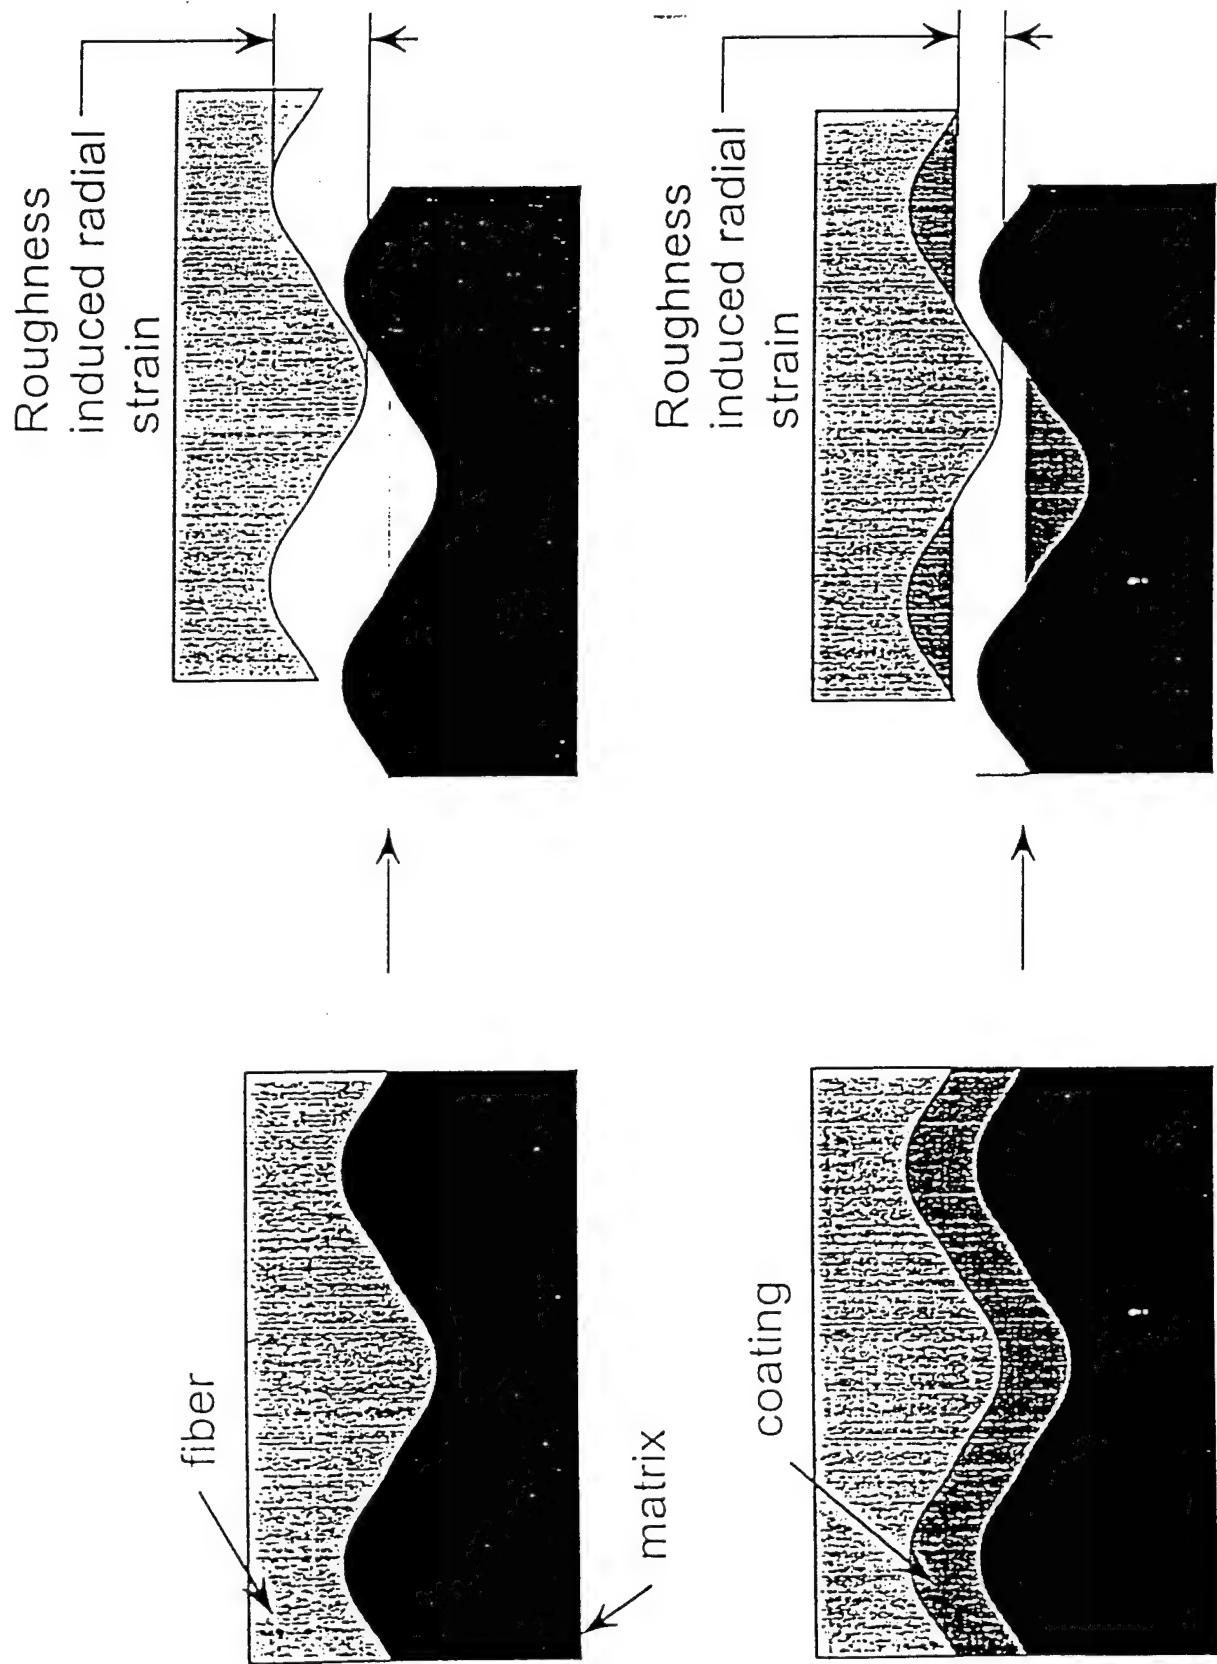 Roughness
induced radial
strain
Roughness
induced radial
strain
fiber
matrix
coating